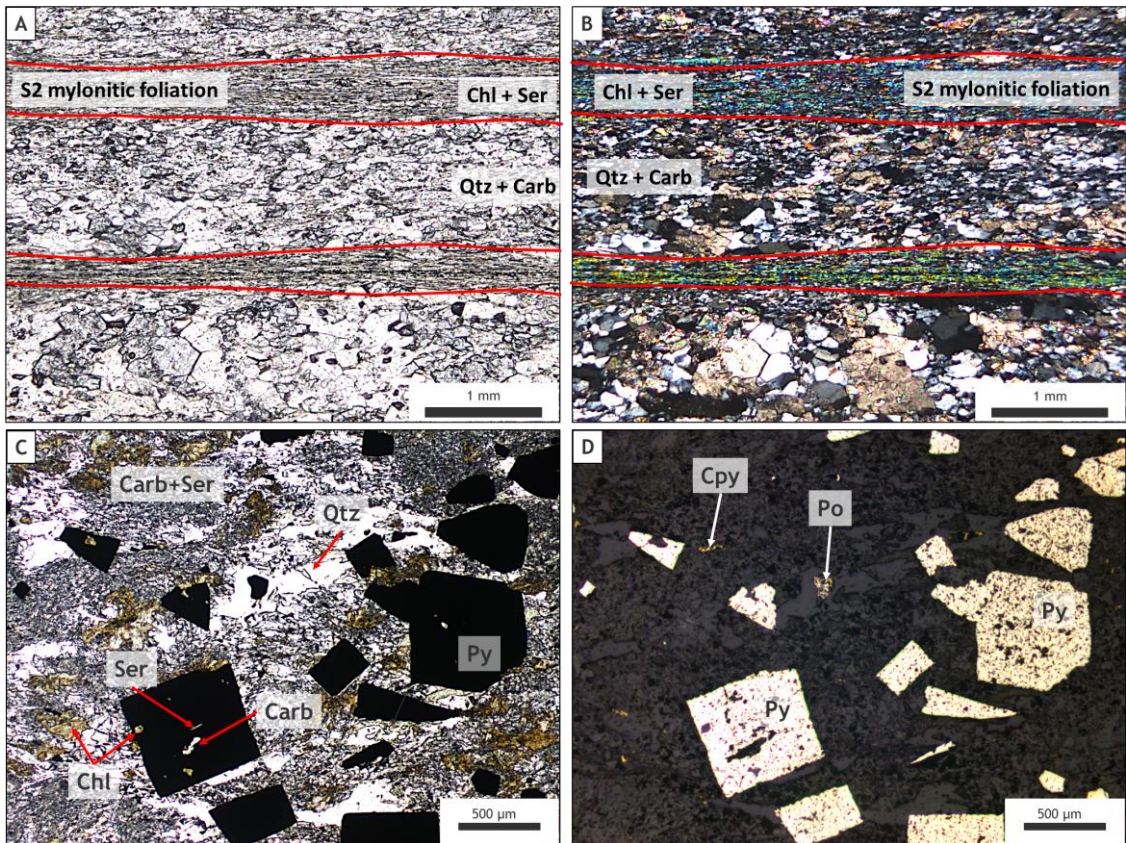 A
S2 mylonitic foliation
Chl + Ser
Qtz + Carb
1 mm
B
Chl + Ser
S2 mylonitic foliation
Qtz + Carb
1 mm
C
Carb+Ser
Qtz
Py
Ser
Carb
Chl
500 µm
D
Cpy
Po
Py
Py
500 µm